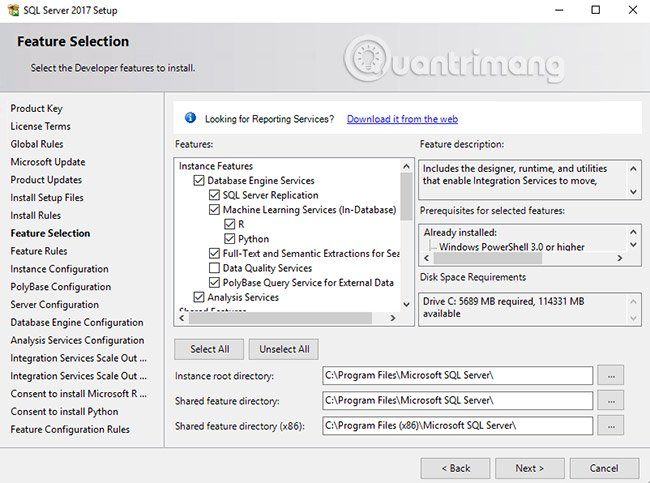 SQL Server 2017 Setup
Feature Selection
Select the Developer features to install.
Quantrimang
Product Key
License Terms
Global Rules
Microsoft Update
Product Updates
Install Setup Files
Install Rules
Feature Selection
Feature Rules
Instance Configuration
PolyBase Configuration
Server Configuration
Database Engine Configuration
Analysis Services Configuration
Integration Services Scale Out ...
Integration Services Scale Out ...
Consent to install Microsoft R ...
Consent to install Python
Feature Configuration Rules
Looking for Reporting Services? Download it from the web
Features:
Instance Features
Database Engine Services
SQL Server Replication
Machine Learning Services (In-Database)
R
Python
Full-Text and Semantic Extractions for Sea
Data Quality Services
PolyBase Query Service for External Data
Analysis Services
Shared Features
Feature description:
Includes the designer, runtime, and utilities
that enable Integration Services to move,
Prerequisites for selected features:
Already installed:
Windows PowerShell 3.0 or higher
Disk Space Requirements
Drive C: 5689 MB required, 114331 MB
available
Select All
Unselect All
Instance root directory: C:\Program Files\Microsoft SQL Server\ ...
Shared feature directory: C:\Program Files\Microsoft SQL Server\ ...
Shared feature directory (x86): C:\Program Files (x86)\Microsoft SQL Server\ ...
< Back
Next >
Cancel